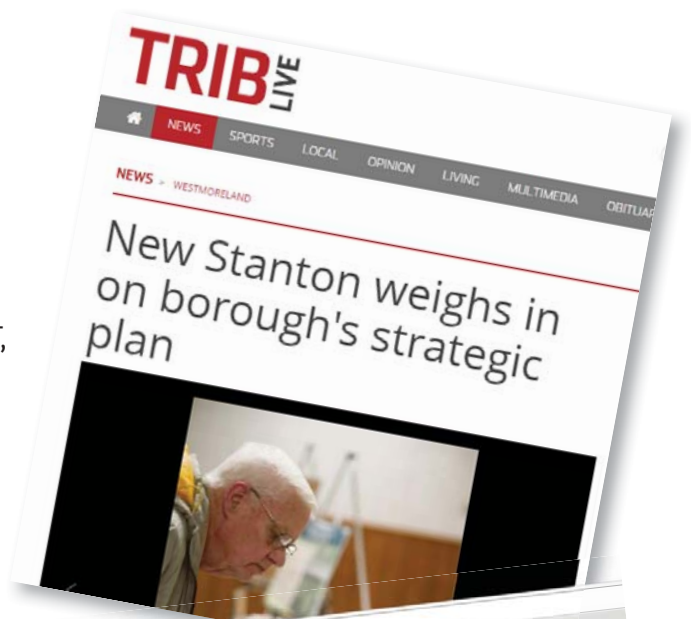 TRIB
LIVE
NEWS SPORTS LOCAL OPINION LIVING MULTIMEDIA
NEWS > WESTMORELAND
New Stanton weighs in
on borough's strategic
plan